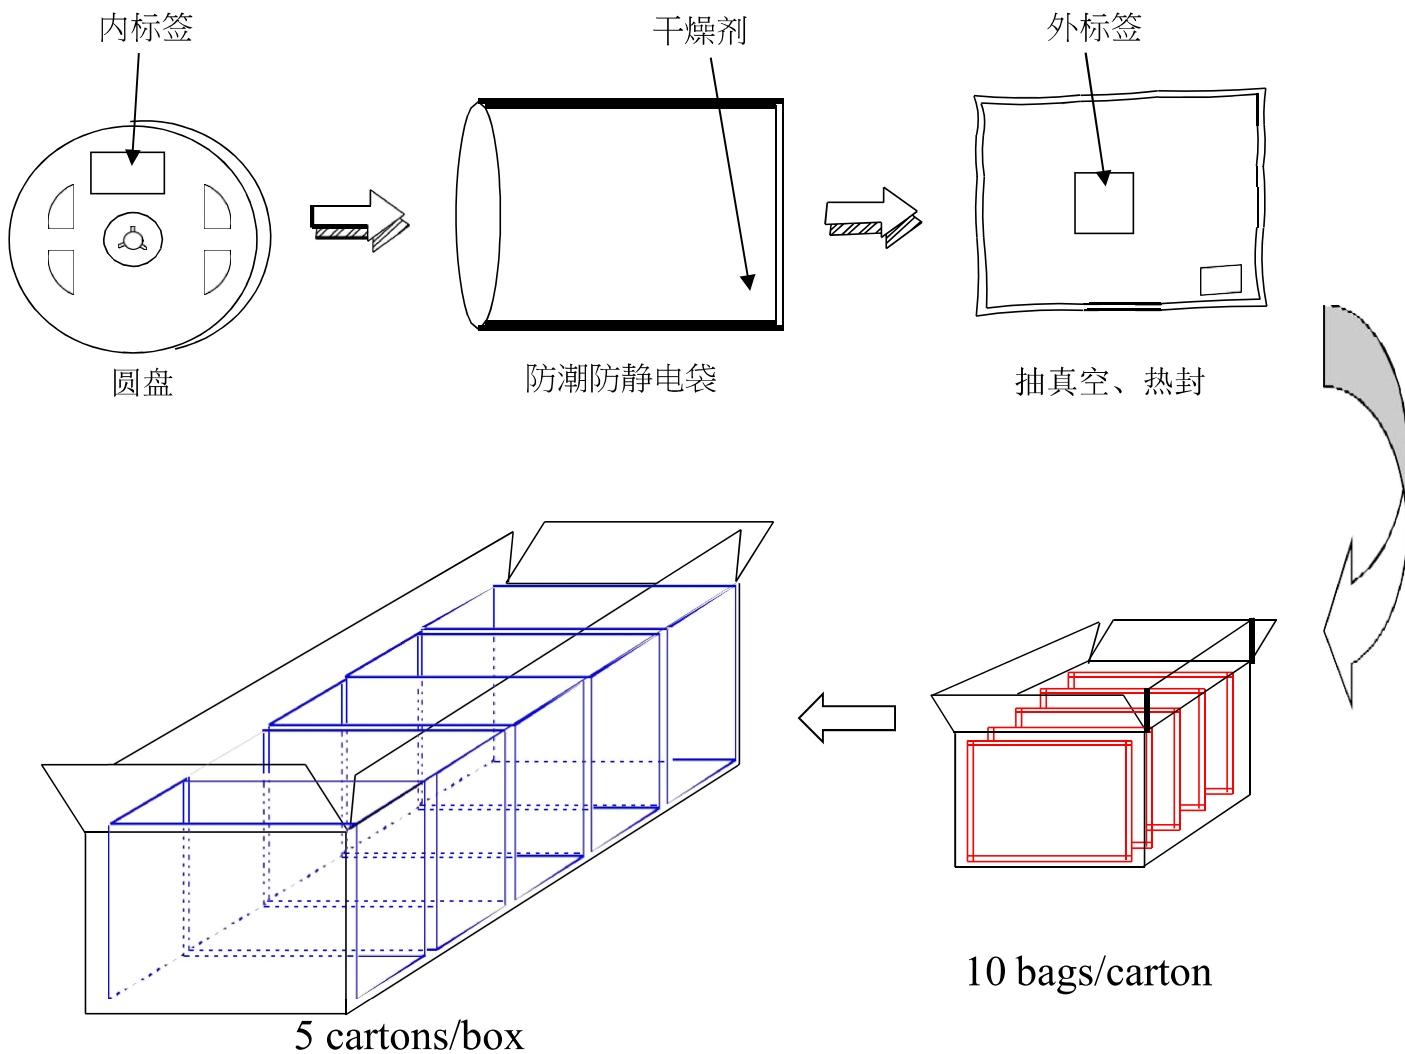 内标签
干燥剂
外标签
圆盘
防潮防静电袋
抽真空、热封
10 bags/carton
5 cartons/box